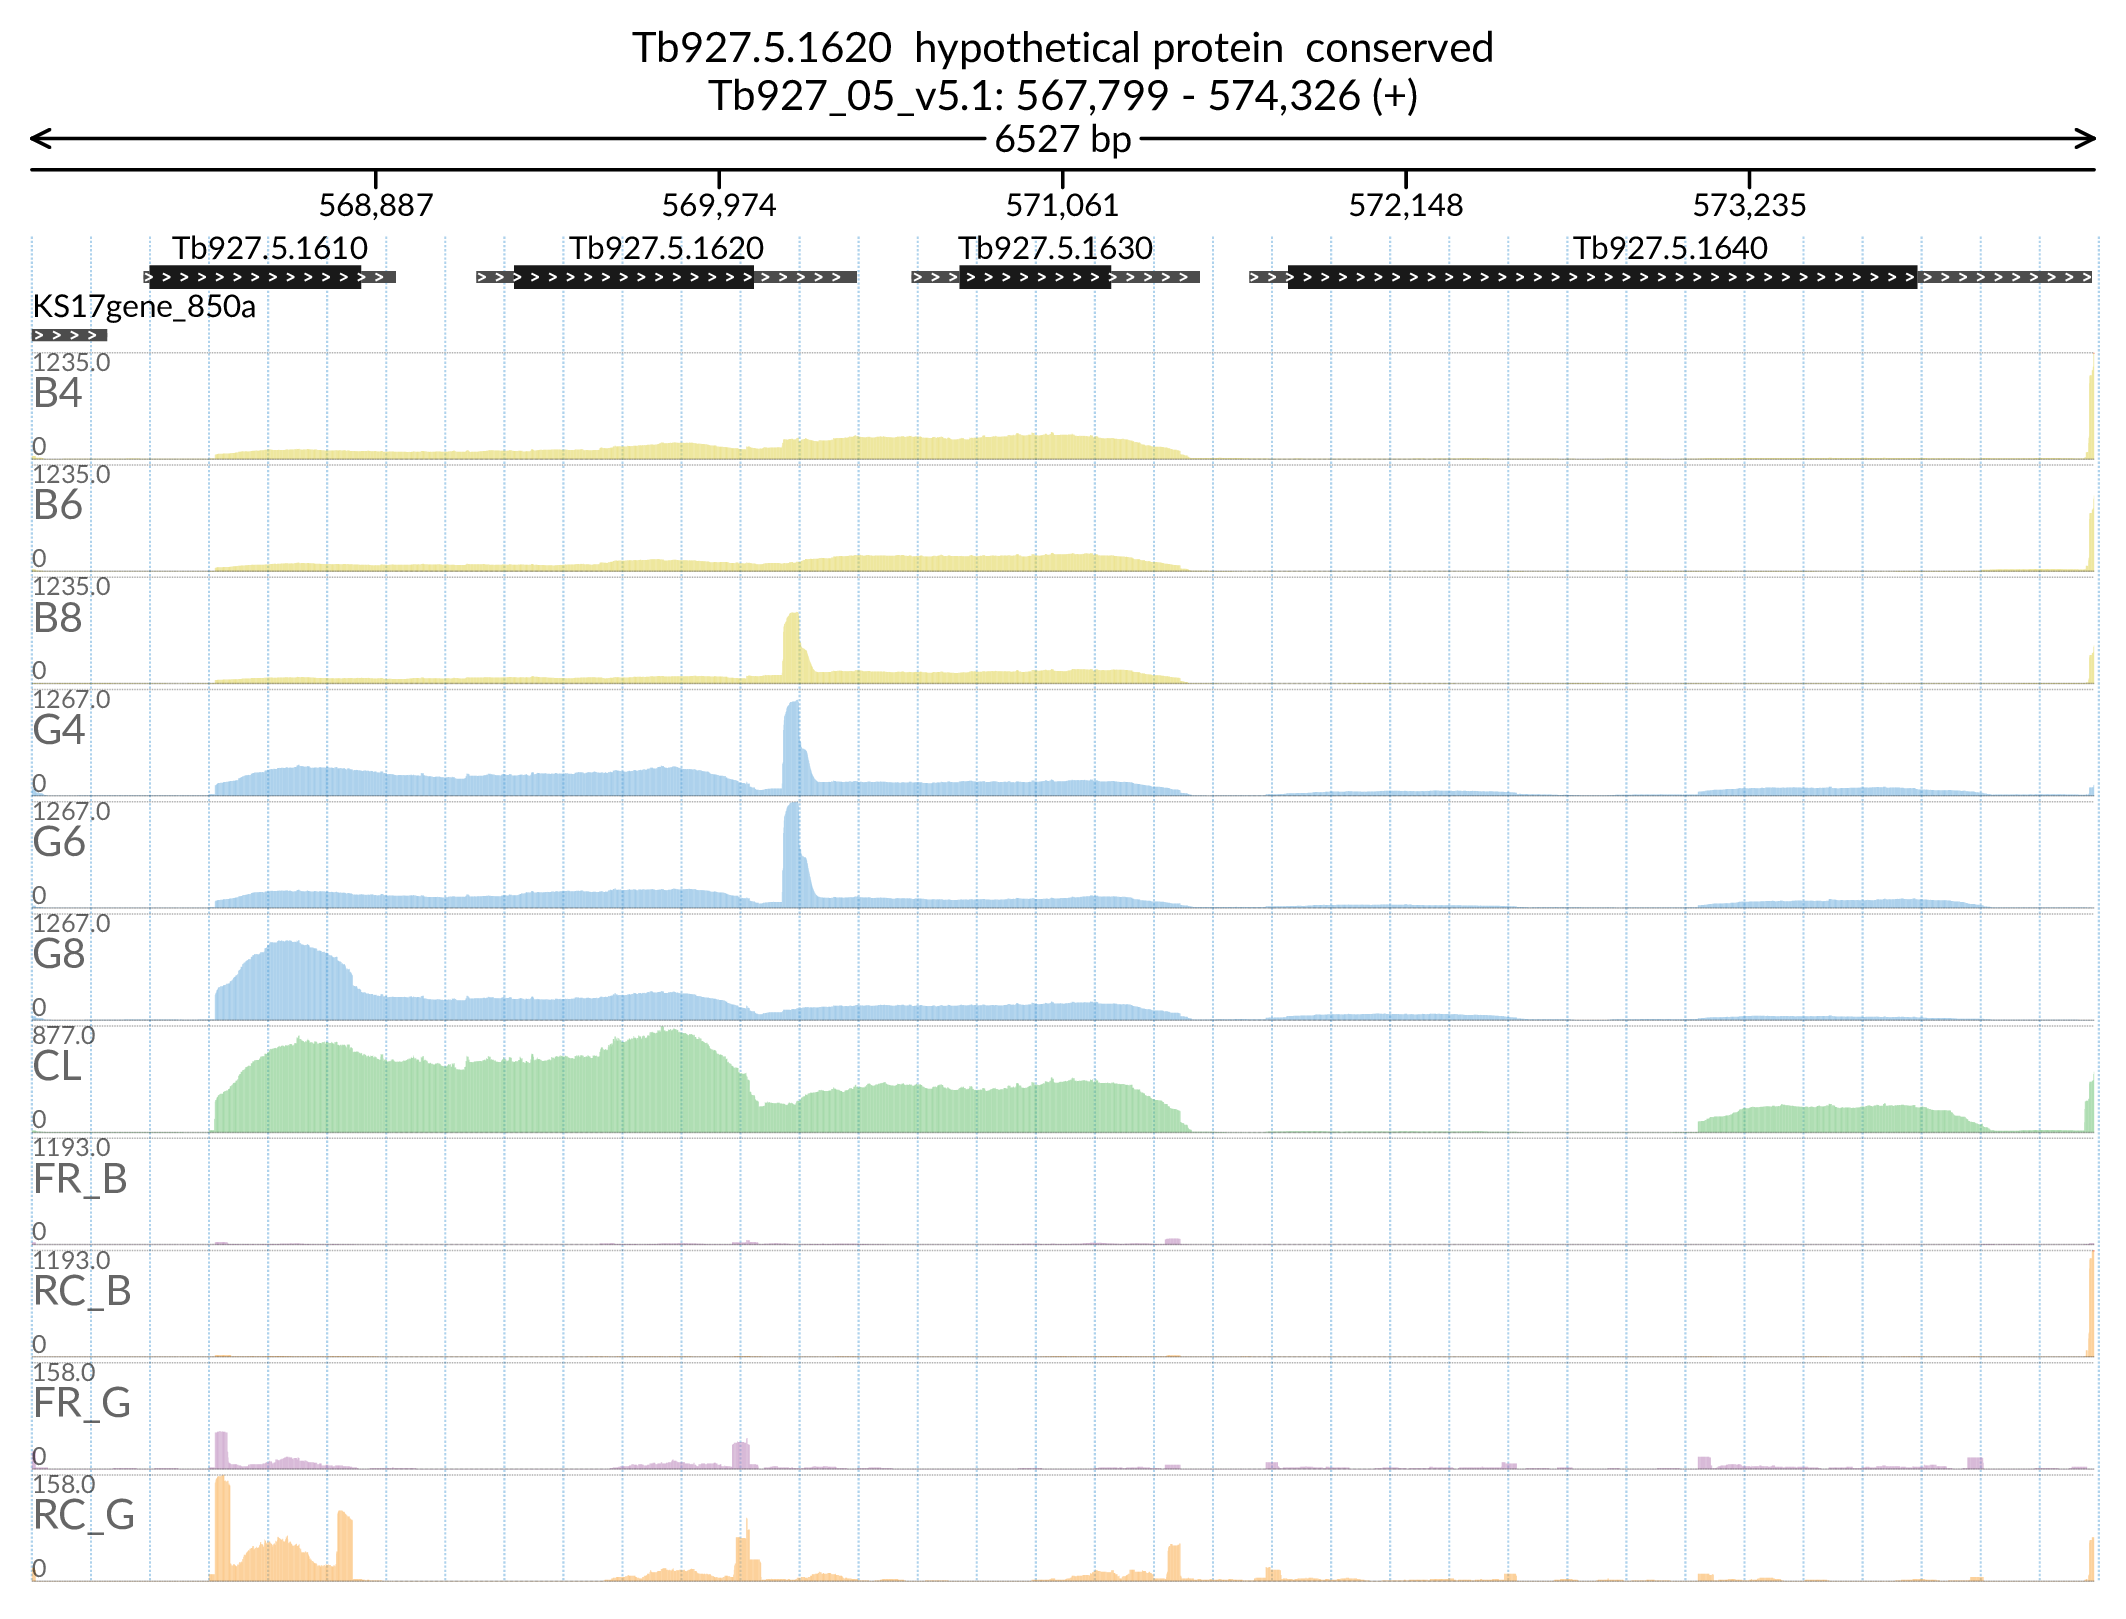 Tb927.5.1620 hypothetical protein conserved
Tb927_05_v5.1: 567,799 - 574,326 (+)
6527 bp
568,887 569,974 571,061 572,148 573,235
Tb927.5.1610 Tb927.5.1620 Tb927.5.1630 Tb927.5.1640
KS17gene_850a
1235.0
B4
0
1235.0
B6
0
1235.0
B8
0
1267.0
G4
0
1267.0
G6
0
1267.0
G8
0
877.0
CL
0
1193.0
FR_B
0
1193.0
RC_B
0
158.0
FR_G
0
158.0
RC_G
0